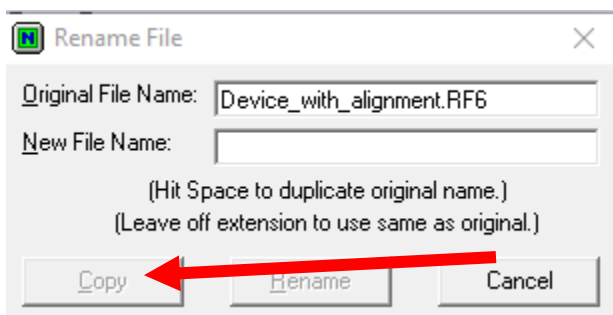 Rename File
Original File Name: Device_with_alignment.RF6
New File Name:
(Hit Space to duplicate original name.)
(Leave off extension to use same as original.)
Copy Rename Cancel